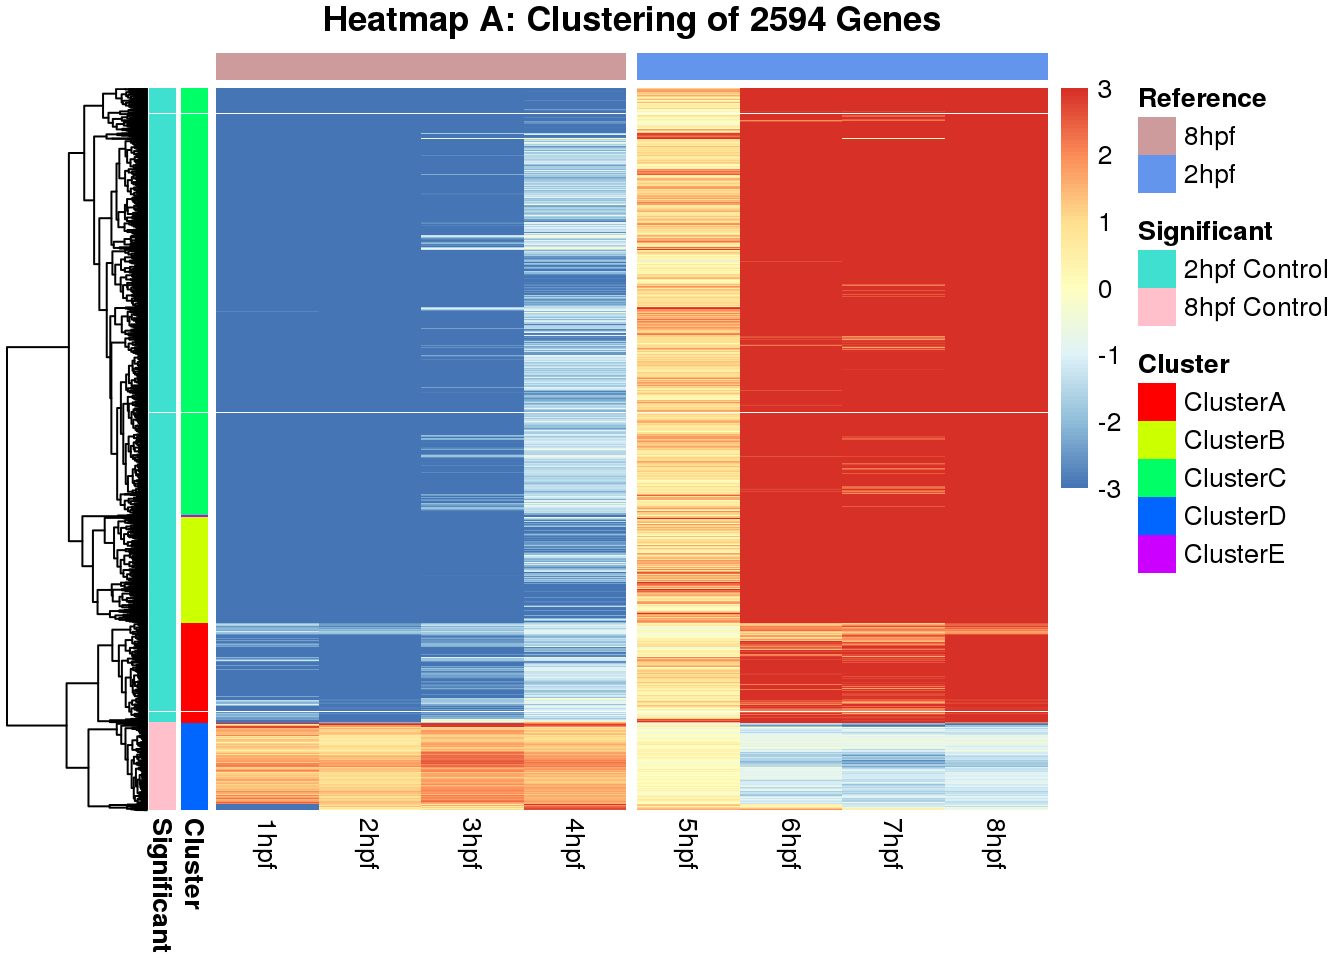 Heatmap A: Clustering of 2594 Genes
3
2
1
0
-1
-2
-3
Reference
8hpf
2hpf
Significant
2hpf Control
8hpf Control
Cluster
ClusterA
ClusterB
ClusterC
ClusterD
ClusterE
Significant
Cluster
1hpf
2hpf
3hpf
4hpf
5hpf
6hpf
7hpf
8hpf